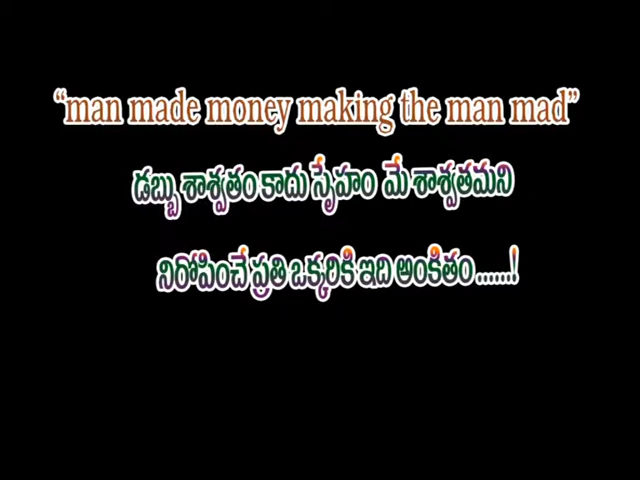 “man made money making the man mad”
డబ్బు శాశ్వతం కాదు స్నేహం మే శాశ్వతమని
నిరోపించే ప్రతి ఒక్కరికి ఇది అంకితం ......!